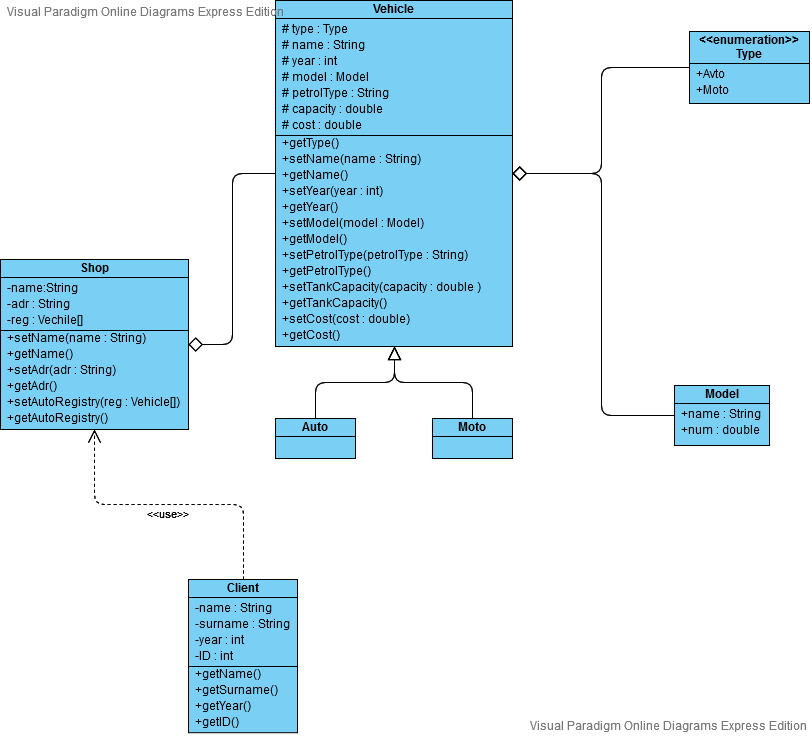 Visual Paradigm Online Diagrams Express Edition
Vehicle
# type : Type
# name : String
# year : int
# model : Model
# petrolType : String
# capacity : double
# cost : double
+getType()
+setName(name : String)
+getName()
+setYear(year : int)
+getYear()
+setModel(model : Model)
+getModel()
+setPetrolType(petrolType : String)
+getPetrolType()
+setTankCapacity(capacity : double )
+getTankCapacity()
+setCost(cost : double)
+getCost()
<<enumeration>>
Type
+Avto
+Moto
Shop
-name:String
-adr : String
-reg : Vechile[]
+setName(name : String)
+getName()
+setAdr(adr : String)
+getAdr()
+setAutoRegistry(reg : Vehicle[])
+getAutoRegistry()
Model
+name : String
+num : double
Auto
Moto
<<use>>
Client
-name : String
-surname : String
-year : int
-ID : int
+getName()
+getSurname()
+getYear()
+getID()
Visual Paradigm Online Diagrams Express Edition